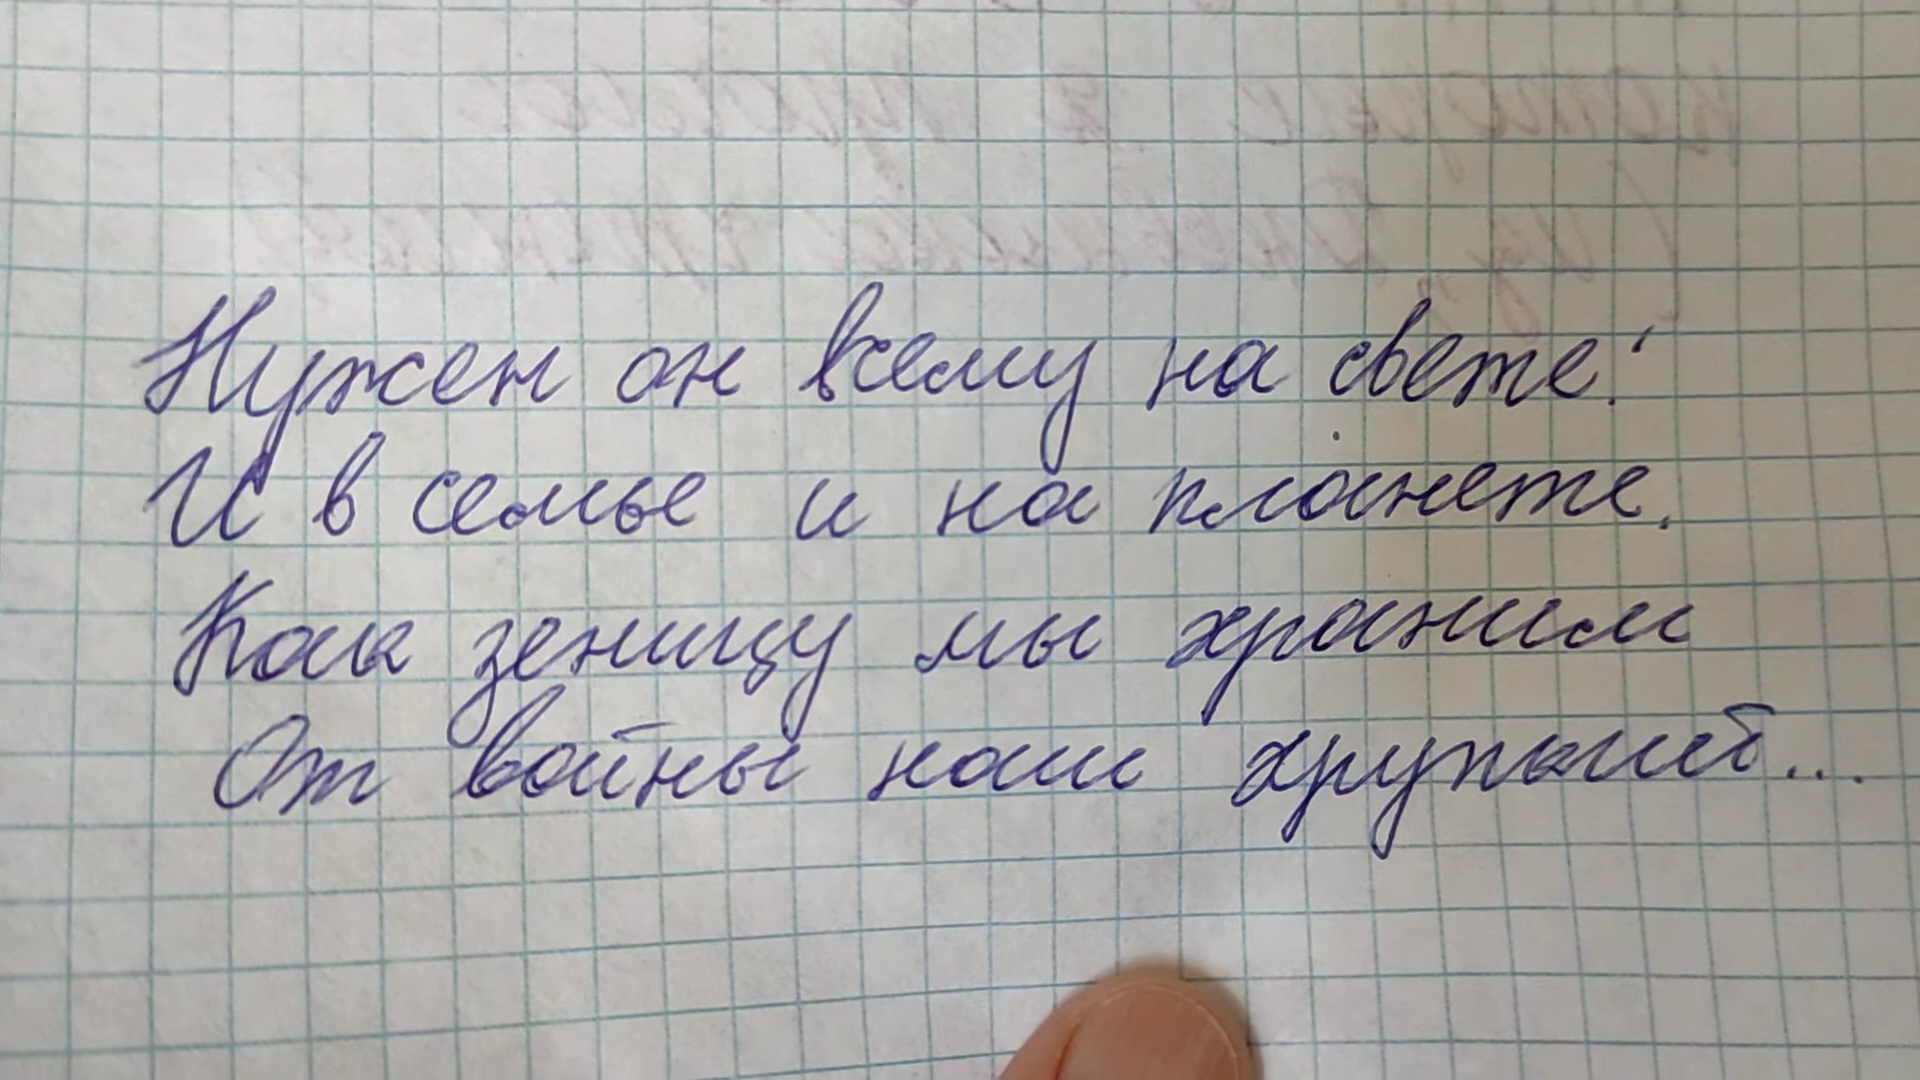 Нужен он всему на свете:
И в семье и на планете.
Как зеницу мы храним
От войны наш хрупкий...